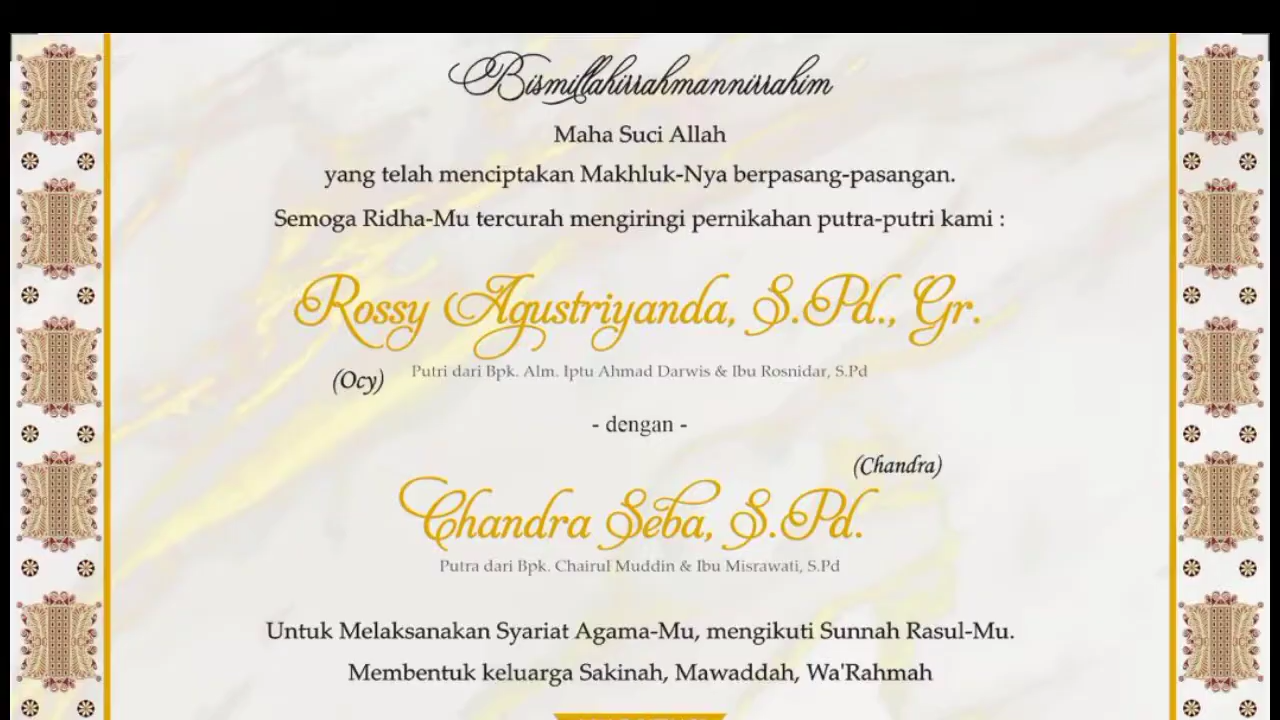 Bismillahirrahmannirrahim
Maha Suci Allah
yang telah menciptakan Makhluk-Nya berpasang-pasangan.
Semoga Ridha-Mu tercurah mengiringi pernikahan putra-putri kami :
Rossy Agustriyanda, S.Pd., Gr.
(Ocy) Putri dari Bpk. Alm. Iptu Ahmad Darwis & Ibu Rosnidar, S.Pd
- dengan -
(Chandra)
Chandra Seba, S.Pd.
Putra dari Bpk. Chairul Muddin & Ibu Misrawati, S.Pd
Untuk Melaksanakan Syariat Agama-Mu, mengikuti Sunnah Rasul-Mu.
Membentuk keluarga Sakinah, Mawaddah, Wa'Rahmah